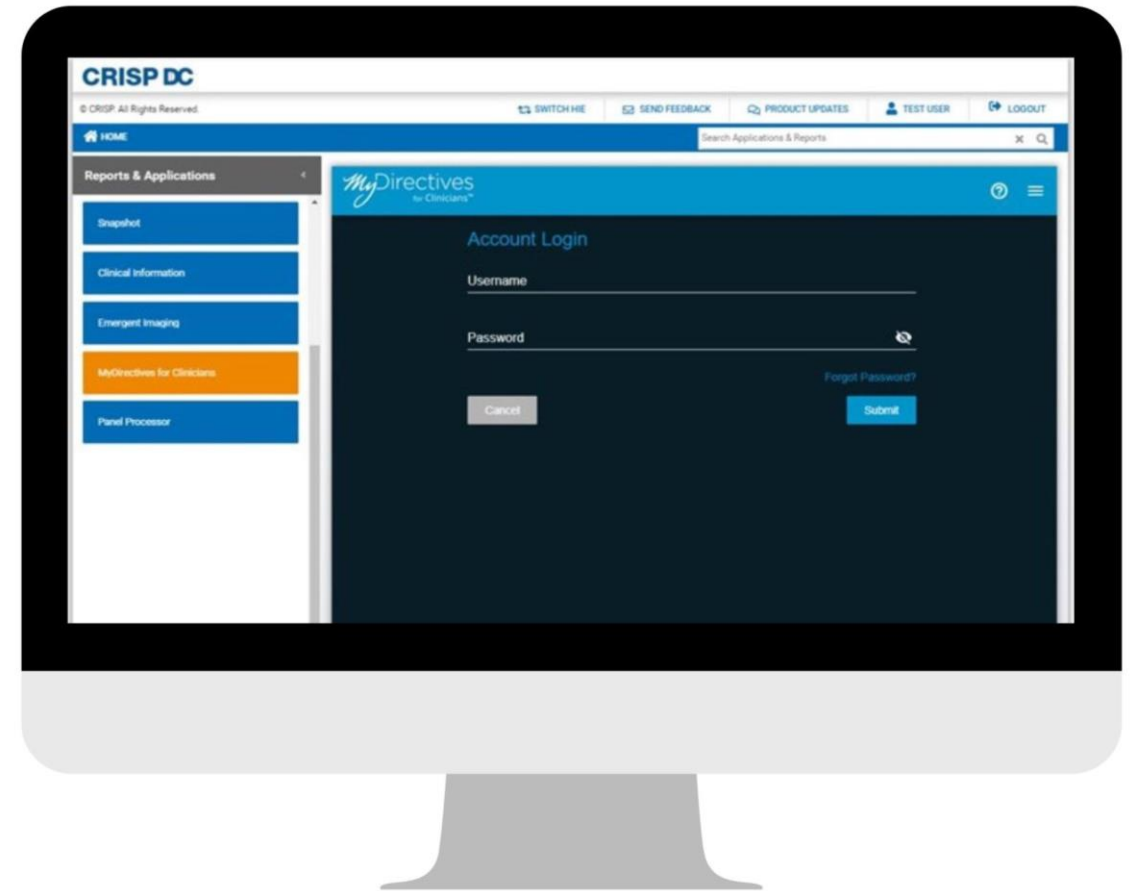 CRISP DC
© CRISP. All Rights Reserved.
SWITCH HIE
SEND FEEDBACK
PRODUCT UPDATES
TEST USER
LOGOUT
HOME
Search Applications & Reports
Reports & Applications
Snapshot
Clinical Information
Emergent Imaging
MyDirectives for Clinicians
Panel Processor
MyDirectives
for Clinicians™
Account Login
Username
Password
Forgot Password?
Cancel
Submit